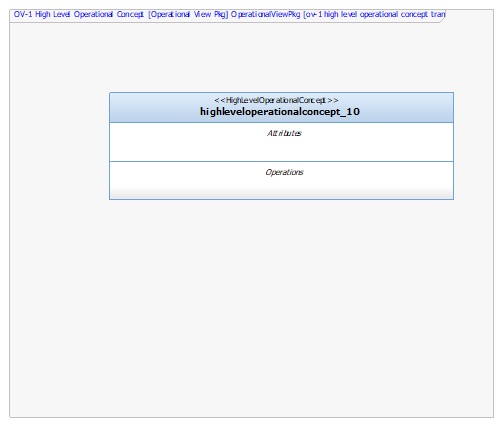 OV-1 High Level Operational Concept [Operational View Pkg] OperationalViewPkg [ov-1 high level operational concept tran
<<HighLevelOperationalConcept>>
highleveloperationalconcept_10
Attributes
Operations